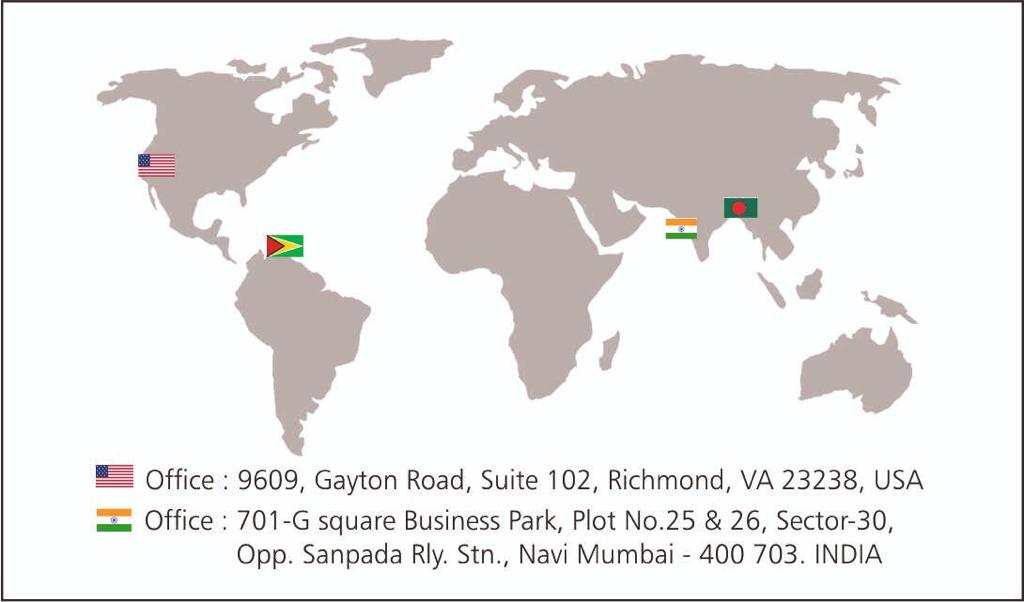 Office : 9609, Gayton Road, Suite 102, Richmond, VA 23238, USA
Office : 701-G square Business Park, Plot No.25 & 26, Sector-30,
Opp. Sanpada Rly. Stn., Navi Mumbai - 400 703. INDIA